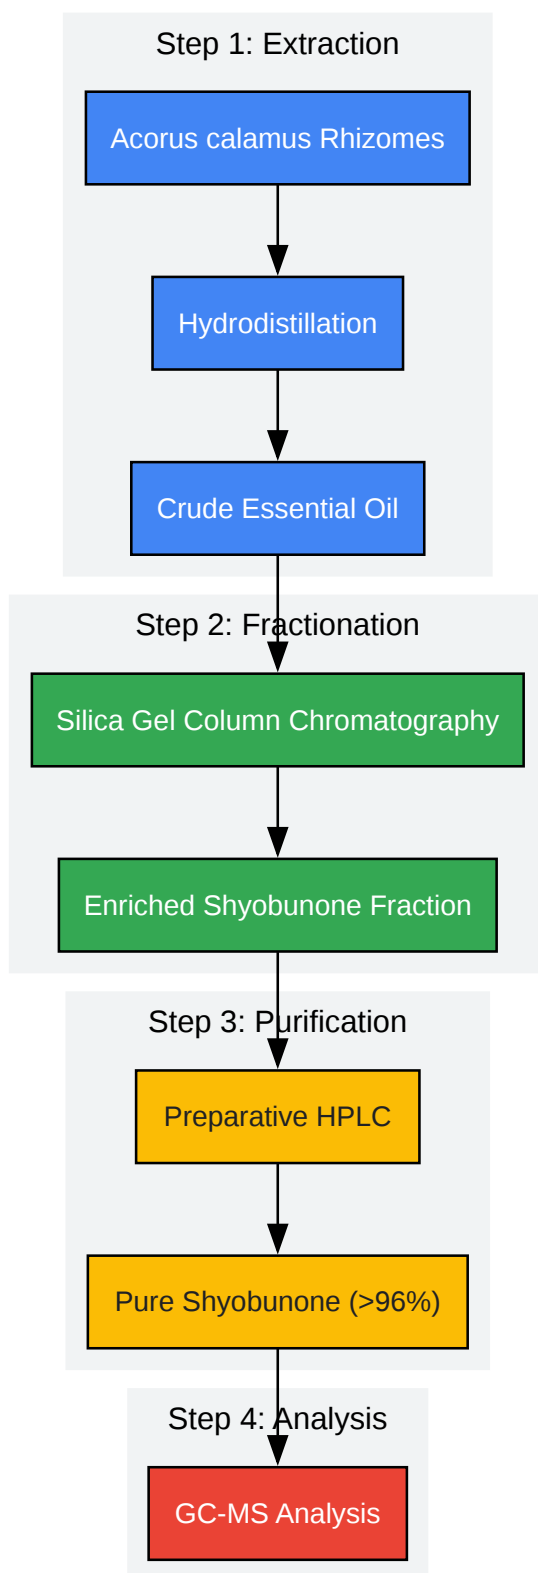 Step 1: Extraction
Acorus calamus Rhizomes
Hydrodistillation
Crude Essential Oil
Step 2: Fractionation
Silica Gel Column Chromatography
Enriched Shyobunone Fraction
Step 3: Purification
Preparative HPLC
Pure Shyobunone (>96%)
Step 4: Analysis
GC-MS Analysis